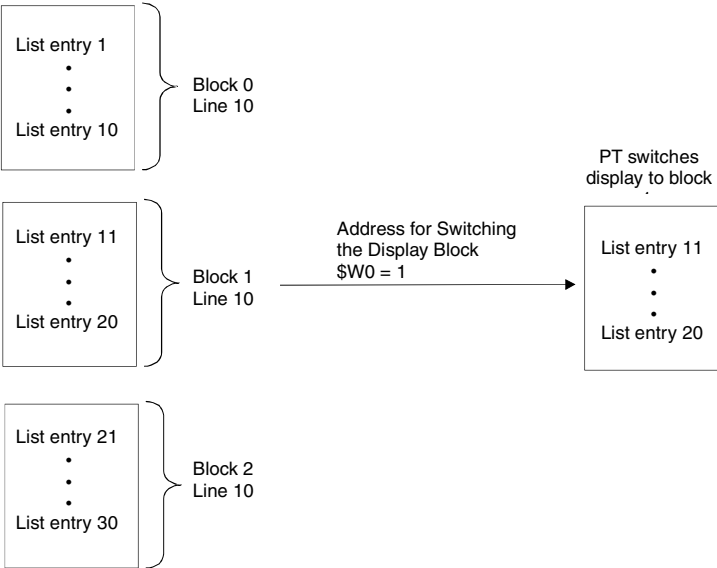 List entry 1
List entry 10
Block 0
Line 10
List entry 11
List entry 20
Block 1
Line 10
Address for Switching
the Display Block
$W0 = 1
PT switches
display to block
List entry 11
List entry 20
List entry 21
List entry 30
Block 2
Line 10